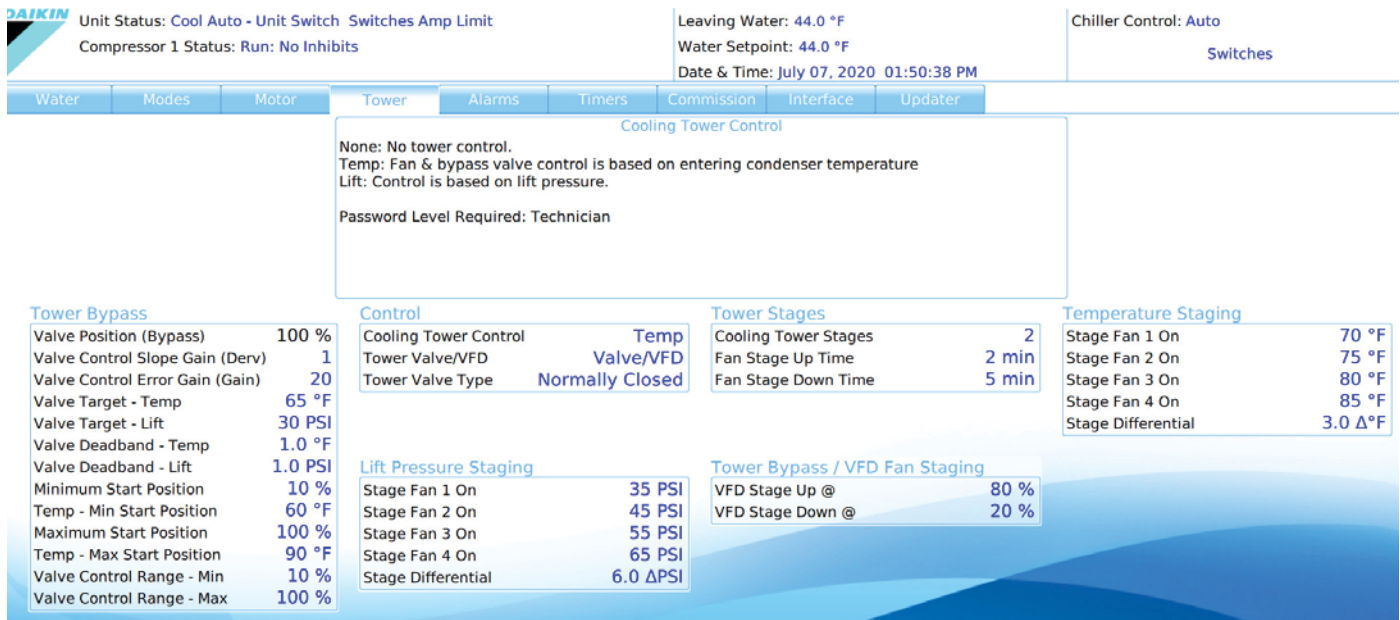 DAIKIN
Unit Status: Cool Auto - Unit Switch Switches Amp Limit
Compressor 1 Status: Run: No Inhibits
Leaving Water: 44.0 °F
Water Setpoint: 44.0 °F
Date & Time: July 07, 2020 01:50:38 PM
Chiller Control: Auto
Switches
Water Modes Motor Tower Alarms Timers Commission Interface Updater
Cooling Tower Control
None: No tower control.
Temp: Fan & bypass valve control is based on entering condenser temperature
Lift: Control is based on lift pressure.
Password Level Required: Technician
Tower Bypass
Valve Position (Bypass) 100 %
Valve Control Slope Gain (Derv) 1
Valve Control Error Gain (Gain) 20
Valve Target - Temp 65 °F
Valve Target - Lift 30 PSI
Valve Deadband - Temp 1.0 °F
Valve Deadband - Lift 1.0 PSI
Minimum Start Position 10 %
Temp - Min Start Position 60 °F
Maximum Start Position 100 %
Temp - Max Start Position 90 °F
Valve Control Range - Min 10 %
Valve Control Range - Max 100 %
Control
Cooling Tower Control Temp
Tower Valve/VFD Valve/VFD
Tower Valve Type Normally Closed
Lift Pressure Staging
Stage Fan 1 On 35 PSI
Stage Fan 2 On 45 PSI
Stage Fan 3 On 55 PSI
Stage Fan 4 On 65 PSI
Stage Differential 6.0 ΔPSI
Tower Stages
Cooling Tower Stages 2
Fan Stage Up Time 2 min
Fan Stage Down Time 5 min
Tower Bypass / VFD Fan Staging
VFD Stage Up @ 80 %
VFD Stage Down @ 20 %
Temperature Staging
Stage Fan 1 On 70 °F
Stage Fan 2 On 75 °F
Stage Fan 3 On 80 °F
Stage Fan 4 On 85 °F
Stage Differential 3.0 Δ°F